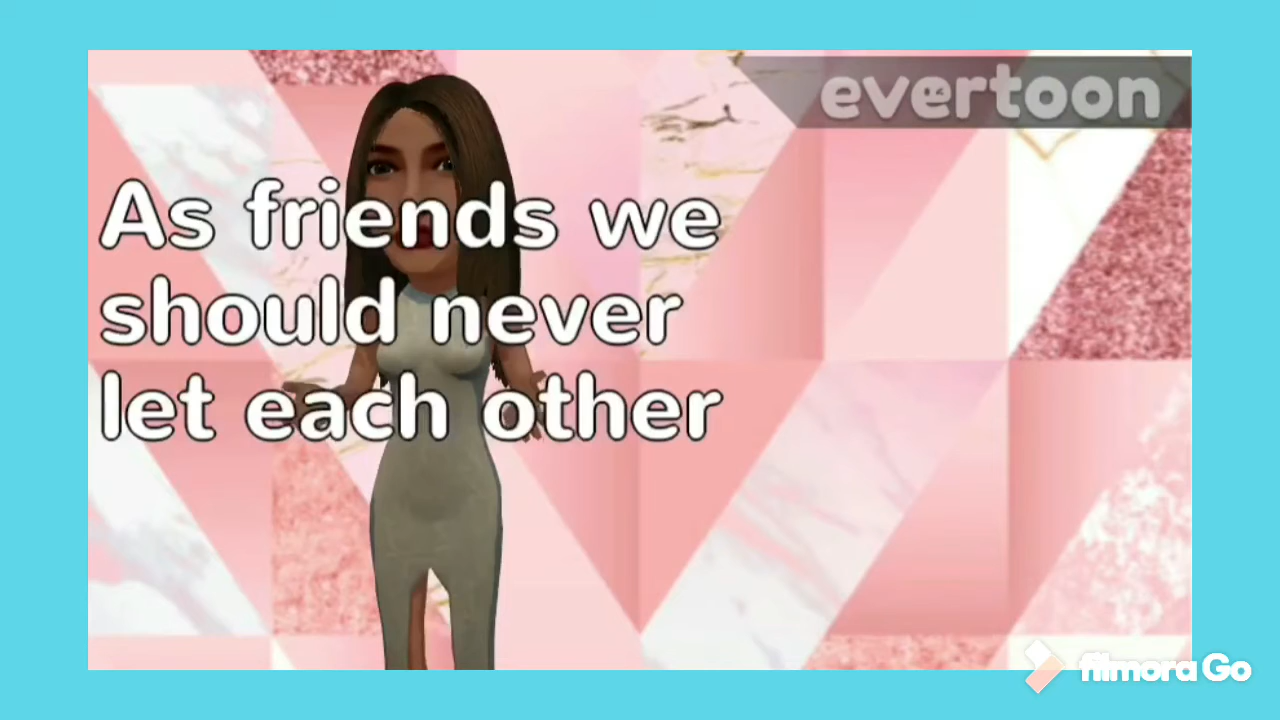 evertoon
As friends we
should never
let each other
filmora Go